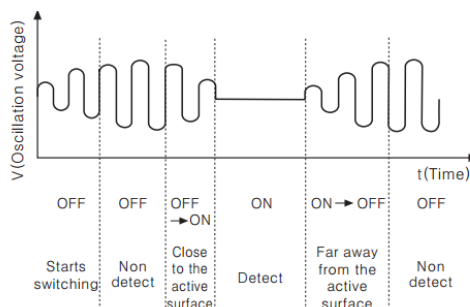 V(Oscillation voltage)
t(Time)
OFF OFF OFF ON ON → OFF OFF
→ ON
Starts
switching
Non
detect
Close
to the
active
surface
Detect
Far away
from the
active
surface
Non
detect